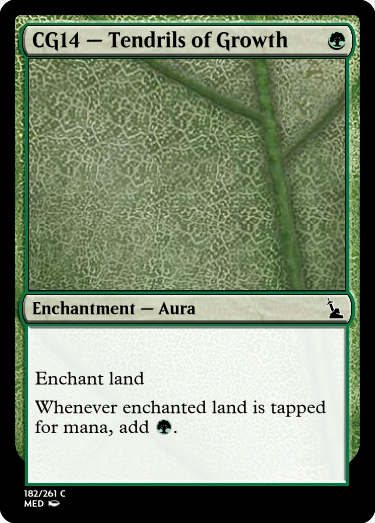 CG14 — Tendrils of Growth
Enchantment — Aura
Enchant land
Whenever enchanted land is tapped
for mana, add .
182/261 C
MED